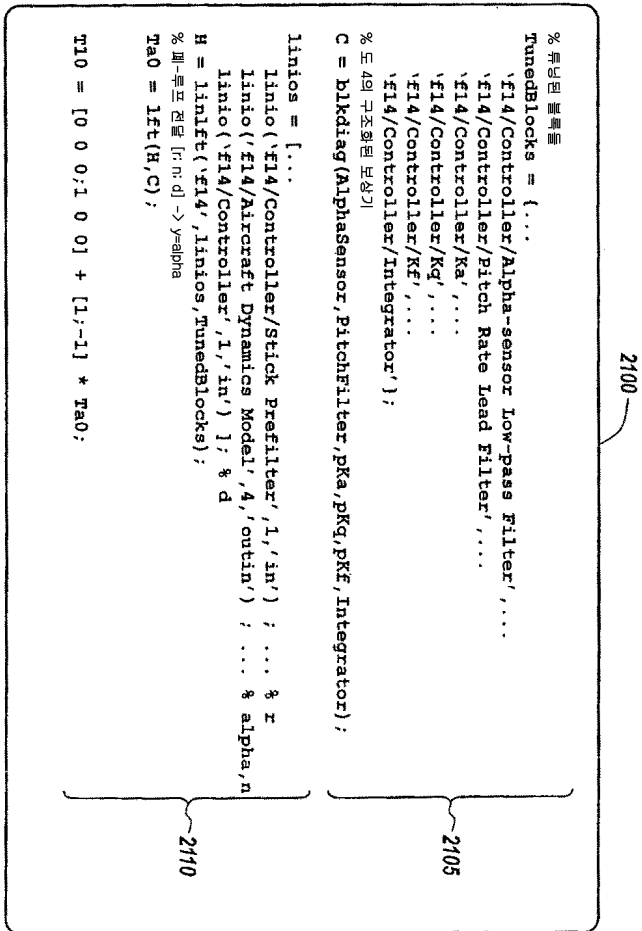 2100
% 튜닝된 블록들
TunedBlocks = {...
'f14/Controller/Alpha-sensor Low-pass Filter',...
'f14/Controller/Pitch Rate Lead Filter',...
'f14/Controller/Ka',...
'f14/Controller/Kq',...
'f14/Controller/Kf',...
'f14/Controller/Integrator'};
% 도 4의 구조화된 보상기
C = blkdiag(AlphaSensor,PitchFilter,pKa,pKq,pKf,Integrator);
2105
linios = [...
linio('f14/Controller/Stick Prefilter',1,'in') ; ... % r
linio('f14/Aircraft Dynamics Model',4,'outin') ; ... % alpha,n
linio('f14/Controller',1,'in') ]; % d
H = linlft('f14',linios,TunedBlocks);
% 폐-루프 전달 [r; n; d] -> y=alpha
Ta0 = lft(H,C);
T10 = [0 0 0;1 0 0] + [1;-1] * Ta0;
2110